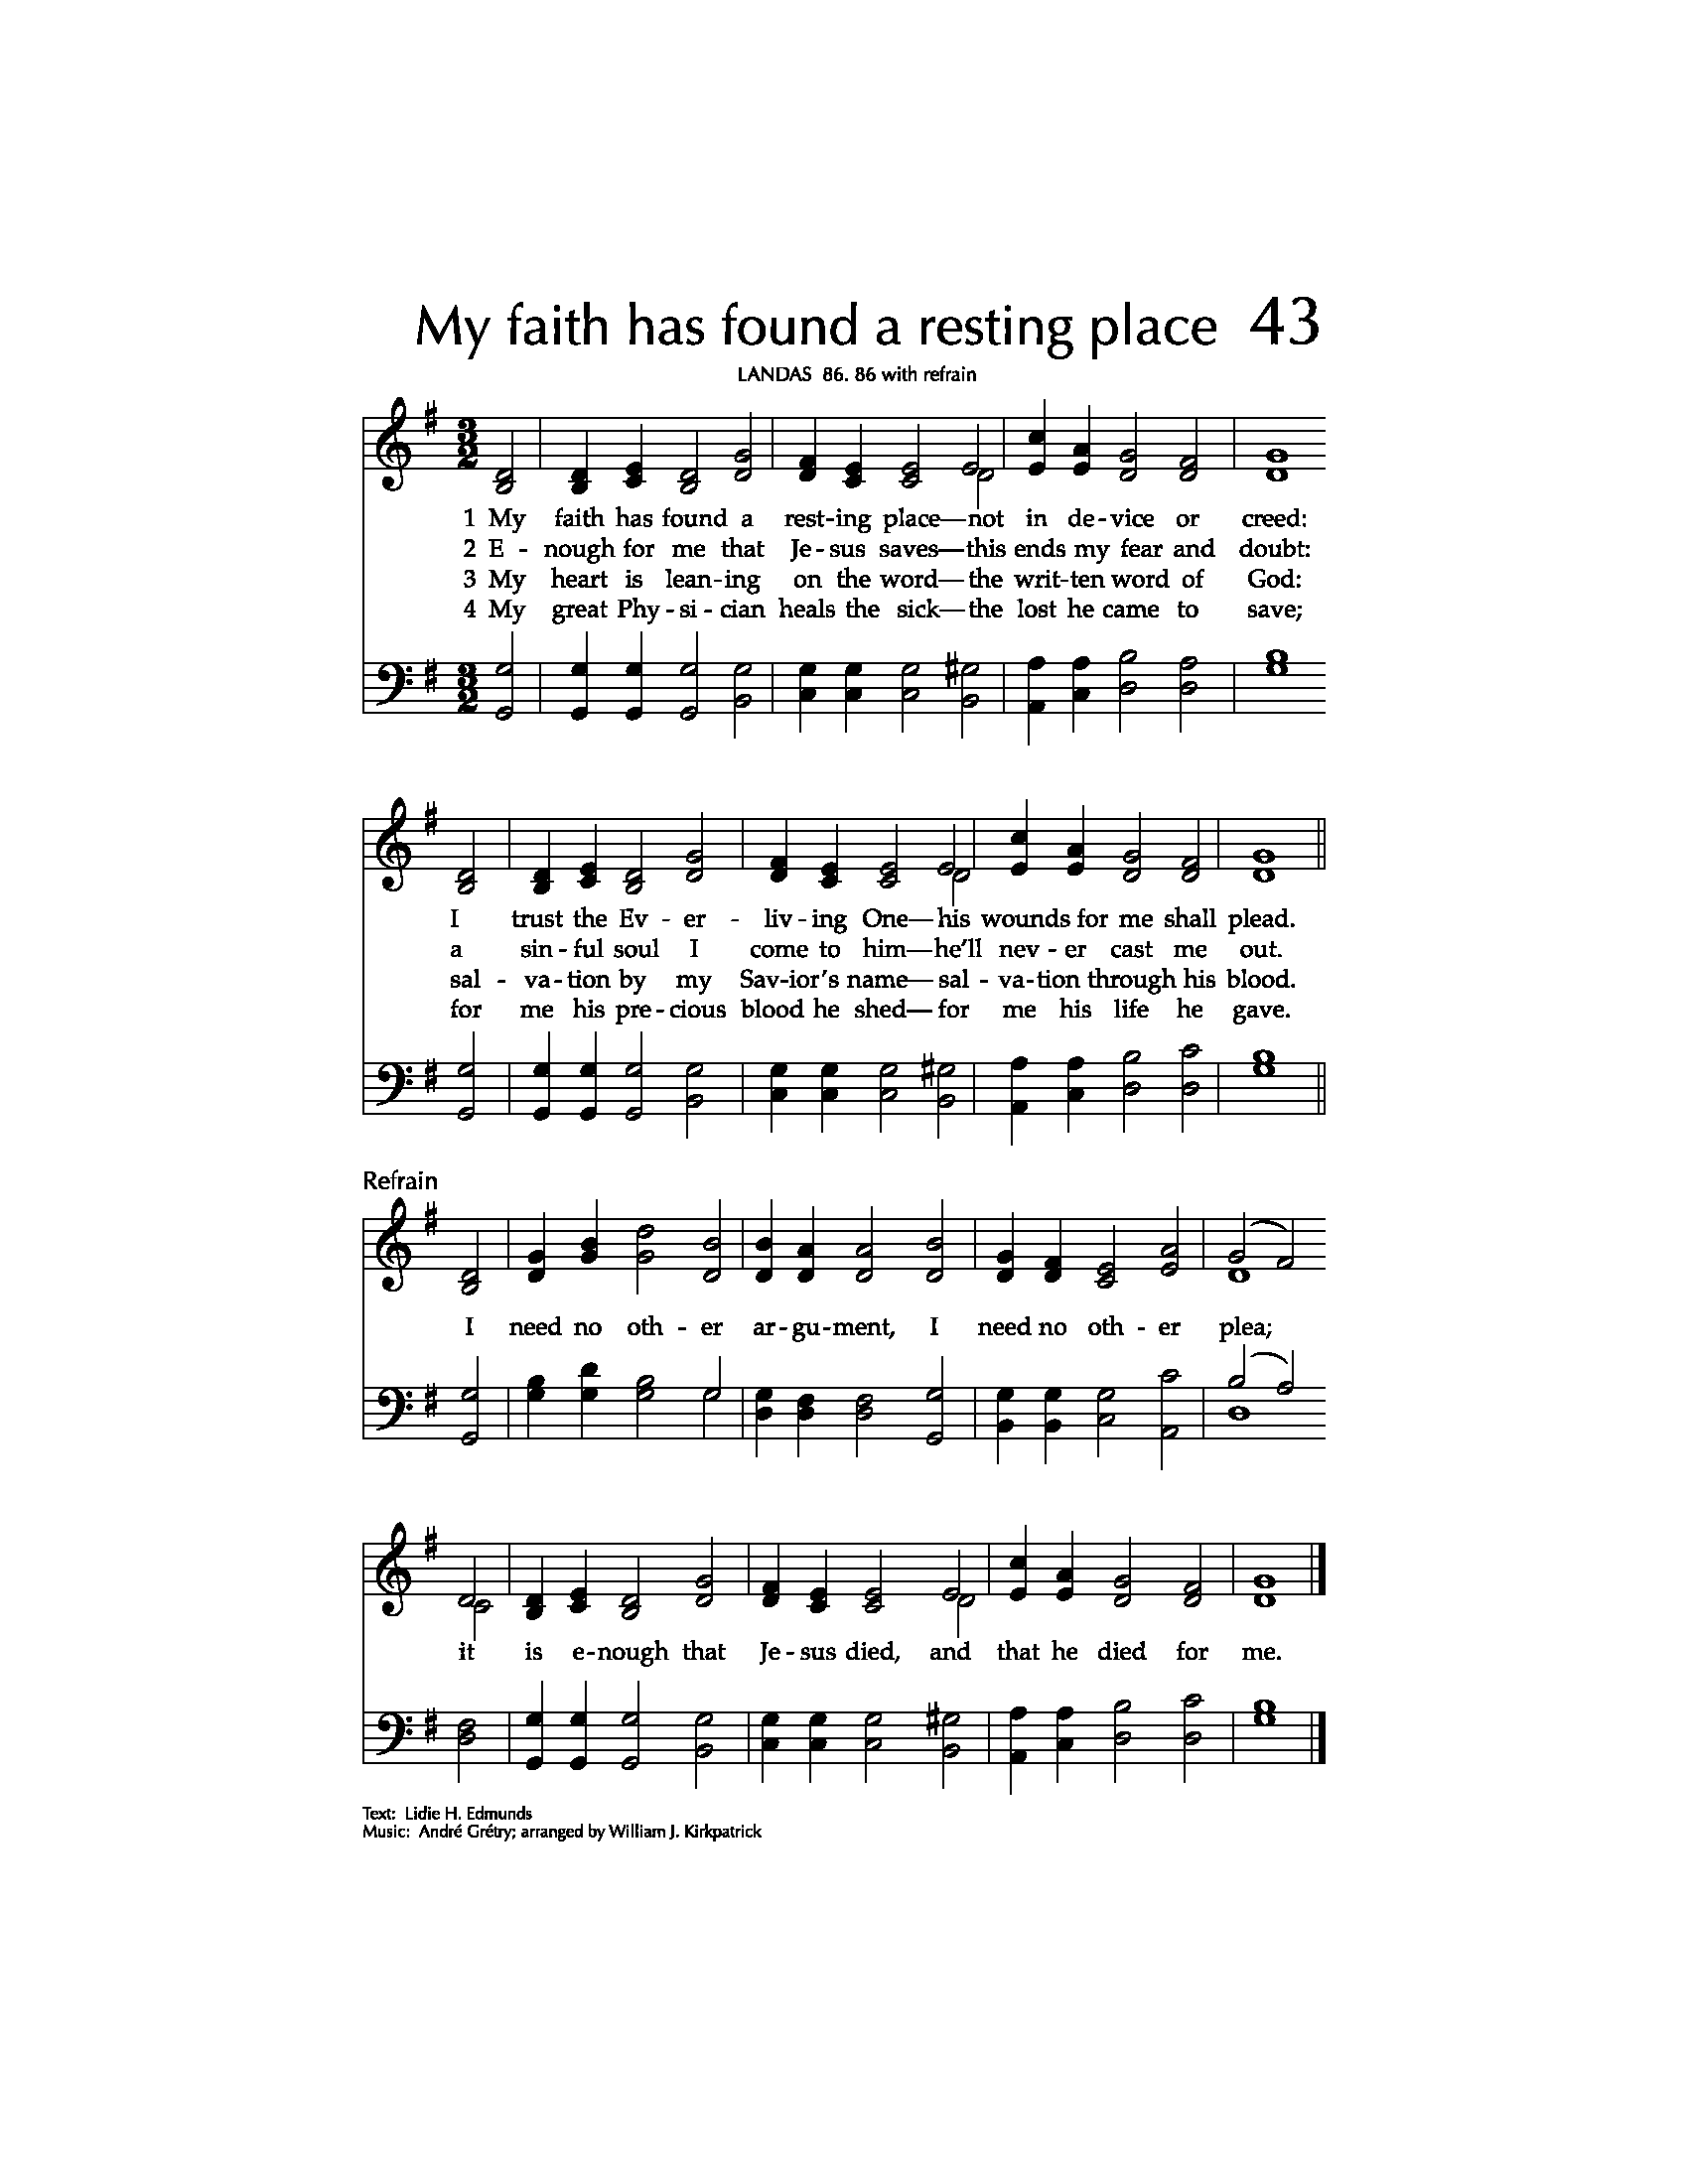 My faith has found a resting place 43
LANDAS 86. 86 with refrain
1 My faith has found a rest-ing place—not in de-vice or creed:
2 E - nough for me that Je - sus saves—this ends my fear and doubt:
3 My heart is lean-ing on the word—the writ-ten word of God:
4 My great Phy - si - cian heals the sick—the lost he came to save;
I trust the Ev - er - liv - ing One—his wounds for me shall plead.
a sin - ful soul I come to him—he'll nev - er cast me out.
sal - va - tion by my Sav-ior's name—sal - va-tion through his blood.
for me his pre - cious blood he shed—for me his life he gave.
Refrain
I need no oth - er ar - gu - ment, I need no oth - er plea;
it is e-nough that Je - sus died, and that he died for me.
Text: Lidie H. Edmunds
Music: André Grétry; arranged by William J. Kirkpatrick